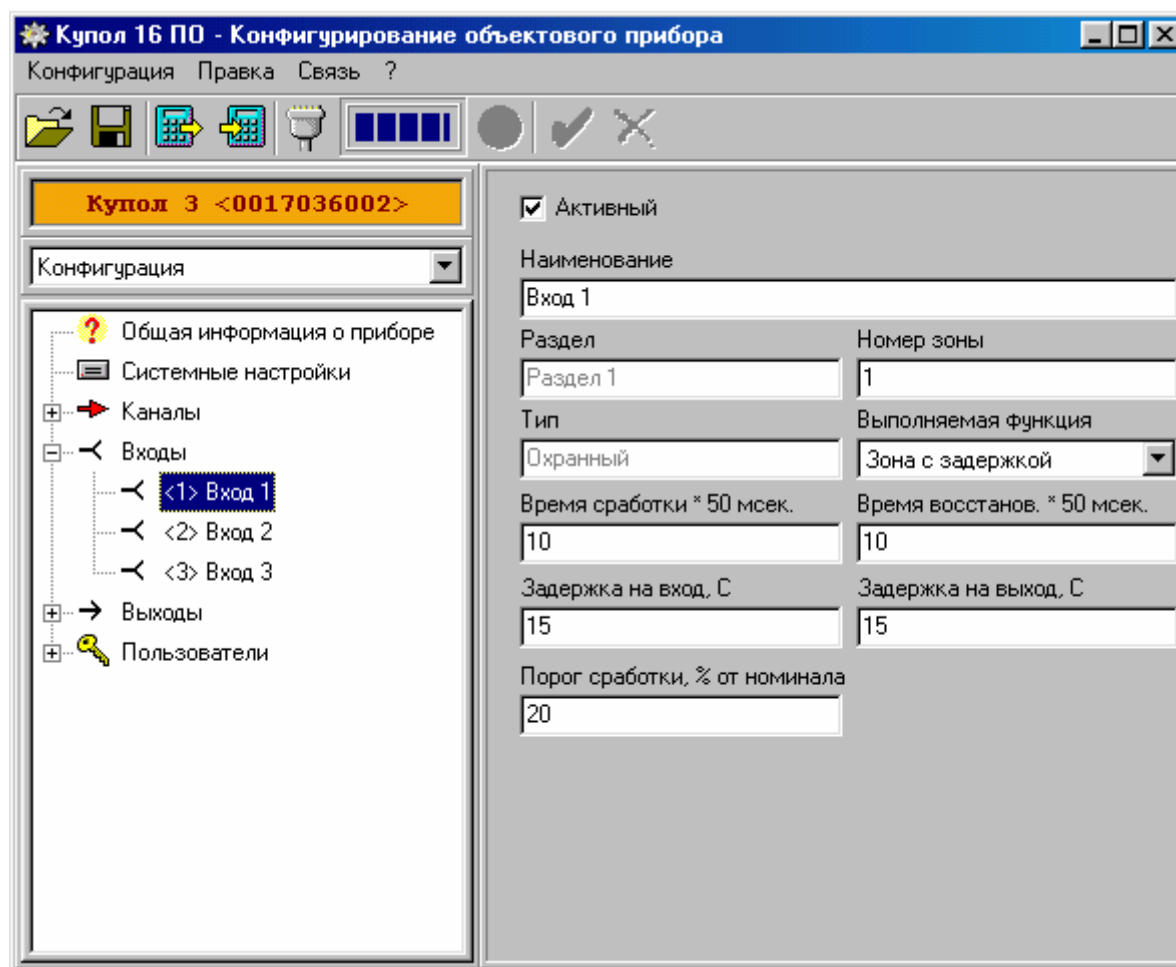 Купол 16 ПО - Конфигурирование объектового прибора
Конфигурация Правка Связь ?
Купол 3 <0017036002>
Конфигурация
Общая информация о приборе
Системные настройки
Каналы
Входы
<1> Вход 1
<2> Вход 2
<3> Вход 3
Выходы
Пользователи
Активный
Наименование
Вход 1
Раздел Номер зоны
Раздел 1 1
Тип Выполняемая функция
Охранный Зона с задержкой
Время сработки * 50 мсек. Время восстанов. * 50 мсек.
10 10
Задержка на вход, С Задержка на выход, С
15 15
Порог сработки, % от номинала
20